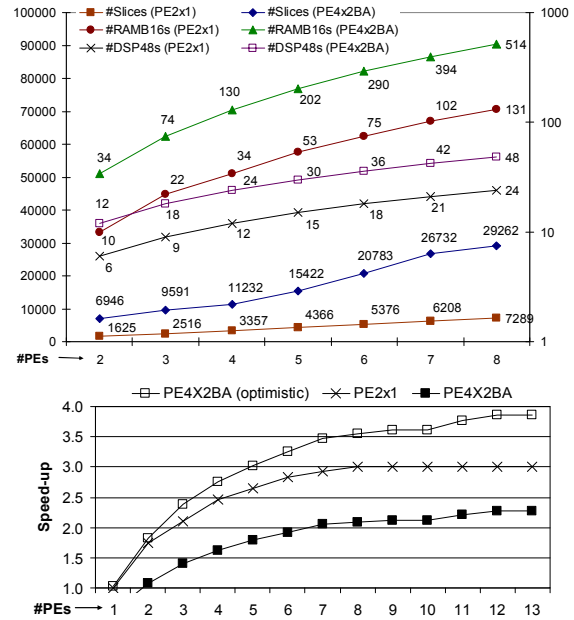 #Slices (PE2x1) #Slices (PE4x2BA)
#RAMB16s (PE2x1) #RAMB16s (PE4x2BA)
#DSP48s (PE2x1) #DSP48s (PE4x2BA)
100000 1000
90000 514
80000 130 202 290 394
70000 74 102 131
60000 34 53 75 100
50000 22 34 42 48
40000 12 18 24 30 36
30000 10 12 15 18 21 24
6 9 26732 29262 10
20000 15422 20783
10000 6946 9591 11232
0 1625 2516 3357 4366 5376 6208 7289 1
#PEs 2 3 4 5 6 7 8
PE4X2BA (optimistic) PE2x1 PE4X2BA
4.0
3.5
3.0
2.5
2.0
1.5
1.0
Speed-up
#PEs 1 2 3 4 5 6 7 8 9 10 11 12 13